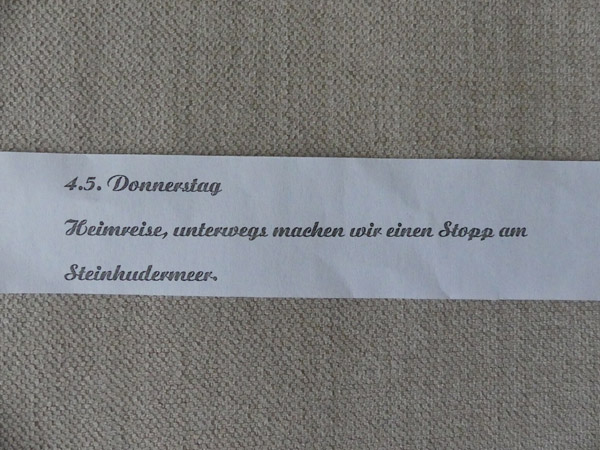 4.5. Donnerstag
Heimreise, unterwegs machen wir einen Stopp am
Steinhudermeer.